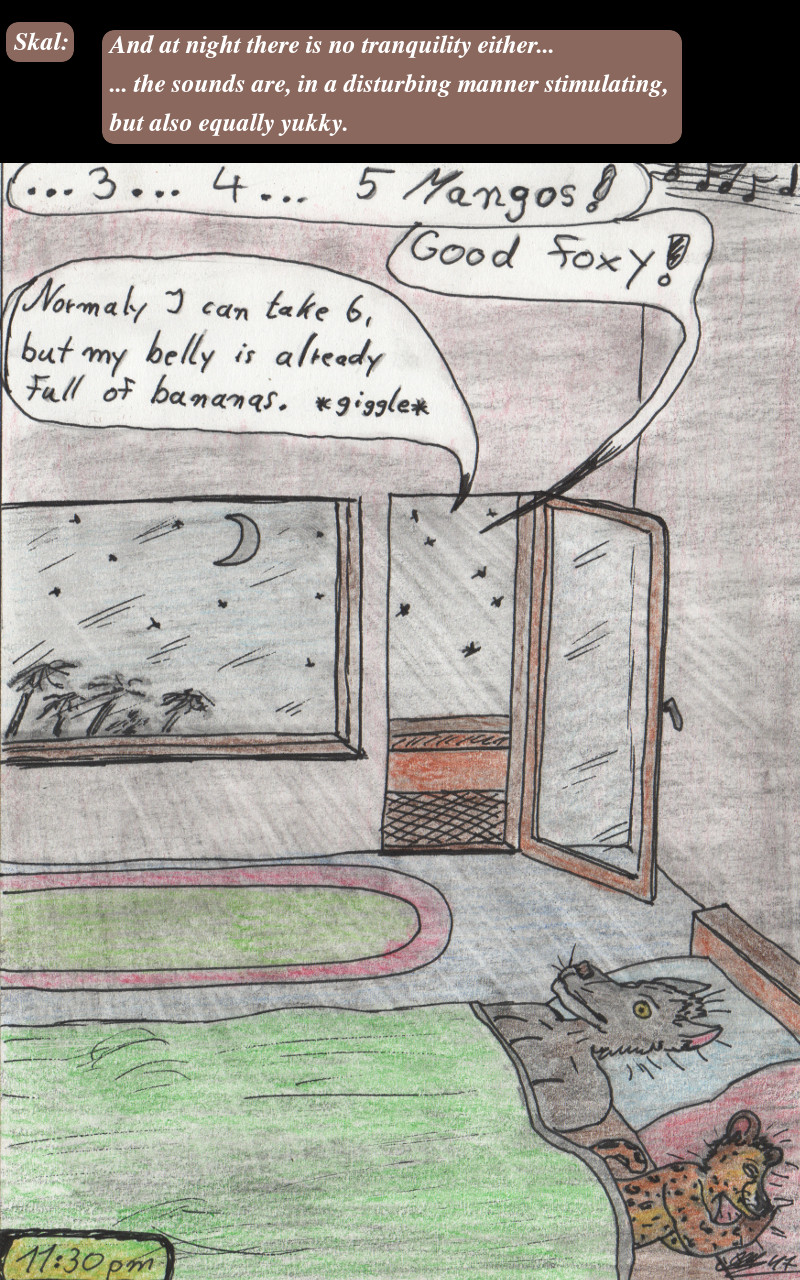 Skal:
And at night there is no tranquility either...
... the sounds are, in a disturbing manner stimulating,
but also equally yukky.
...3... 4... 5 Mangos!
Good foxy!
Normaly I can take 6,
but my belly is already
full of bananas. *giggle*
11:30 pm